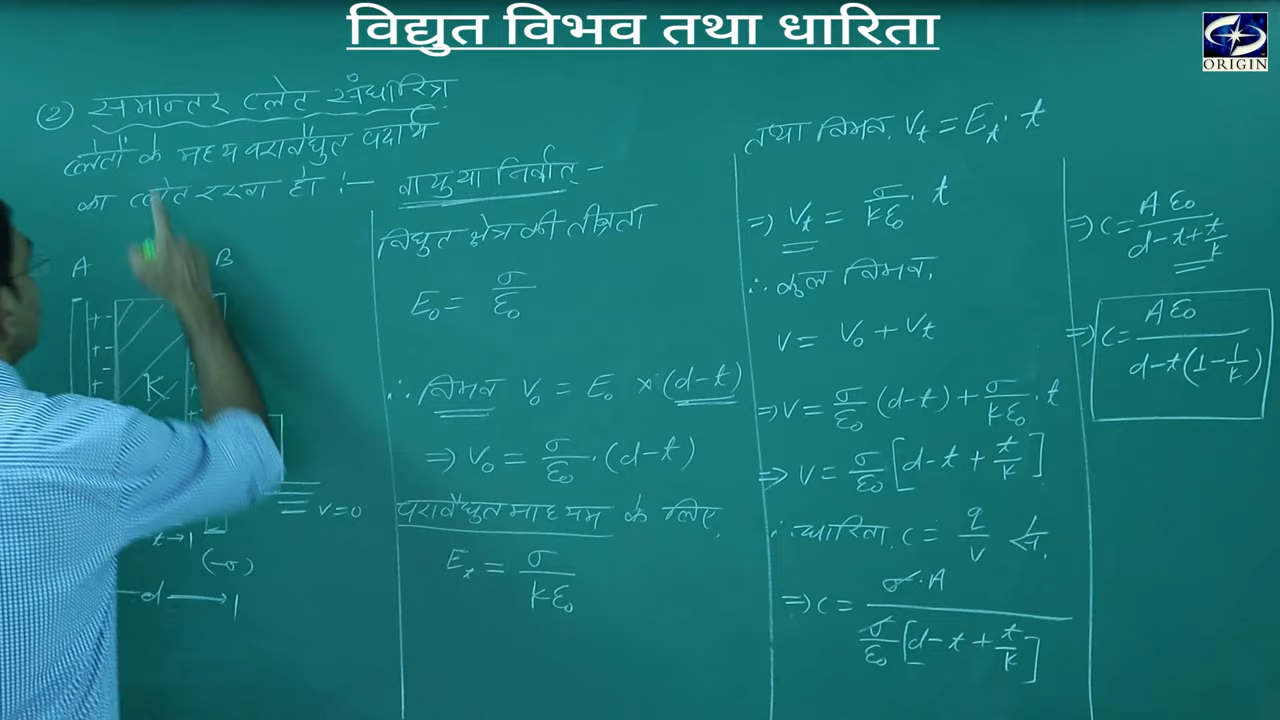 विद्युत विभव तथा धारिता
ORIGIN
(2) समान्तर प्लेट संधारित्र
प्लेटों के मध्य परावैद्युत पदार्थ
का प्लेट रखा हो :-
A B
+ -
+ -
+ -
K
t→|
(-σ)
d →|
V=0
वायु या निर्वात् -
विद्युत क्षेत्र की तीव्रता
E₀ = σ/ε₀
∴ विभव V₀ = E₀ × (d-t)
⇒ V₀ = σ/ε₀ · (d-t)
परावैद्युत माध्यम के लिए,
Eₜ = σ/kε₀
तथा विभव, Vₜ = Eₜ · t
⇒ Vₜ = σ/kε₀ · t
∴ कुल विभव,
V = V₀ + Vₜ
⇒ V = σ/ε₀ (d-t) + σ/kε₀ · t
⇒ V = σ/ε₀ [d-t + t/k]
∴ धारिता, C = q/V
⇒ C = σ·A / σ/ε₀ [d-t + t/k]
⇒ C = Aε₀ / d-t+t/k
⇒ C = Aε₀ / d-t(1-1/k)